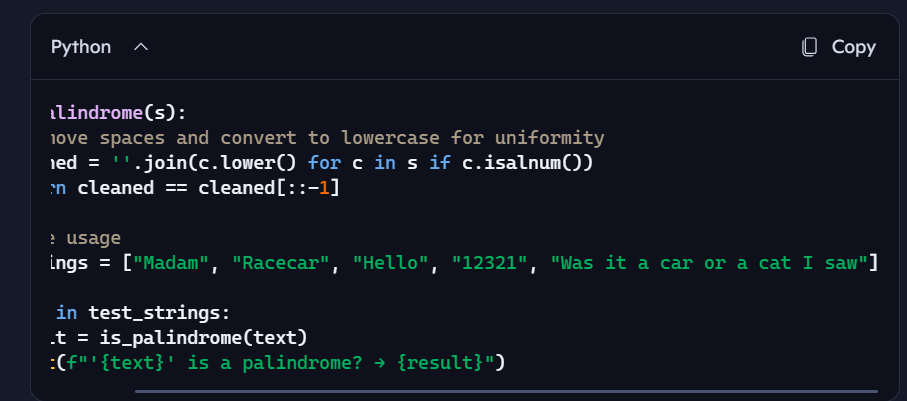 Python
Copy
alindrome(s):
move spaces and convert to lowercase for uniformity
ned = ''.join(c.lower() for c in s if c.isalnum())
rn cleaned == cleaned[::-1]
e usage
ings = ["Madam", "Racecar", "Hello", "12321", "Was it a car or a cat I saw"]
in test_strings:
lt = is_palindrome(text)
t(f"'{text}' is a palindrome? → {result}")